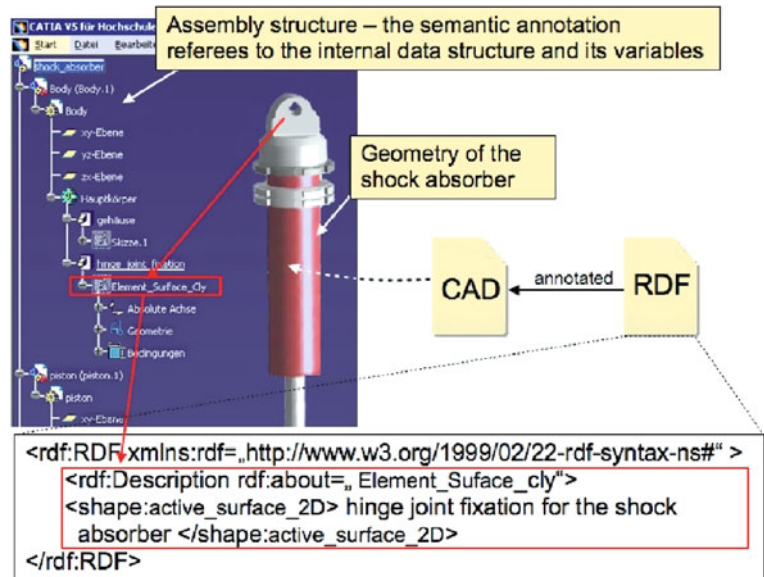 CATIA V5 für Hochschule
Start Datei Bearbeite
Assembly structure – the semantic annotation
referees to the internal data structure and its variables
shock_absorber
Body (Body.1)
Body
xy-Ebene
yz-Ebene
zx-Ebene
Hauptkörper
gehäuse
Skizze.1
hinge_joint_fixation
Element_Surface_Cly
Absolute Achse
Geometrie
Bedingungen
piston (piston.1)
piston
xy-Ebene
Geometry of the
shock absorber
CAD
annotated
RDF
<rdf:RDF xmlns:rdf=„http://www.w3.org/1999/02/22-rdf-syntax-ns#“ >
<rdf:Description rdf:about=„ Element_Suface_cly“>
<shape:active_surface_2D> hinge joint fixation for the shock
absorber </shape:active_surface_2D>
</rdf:RDF>